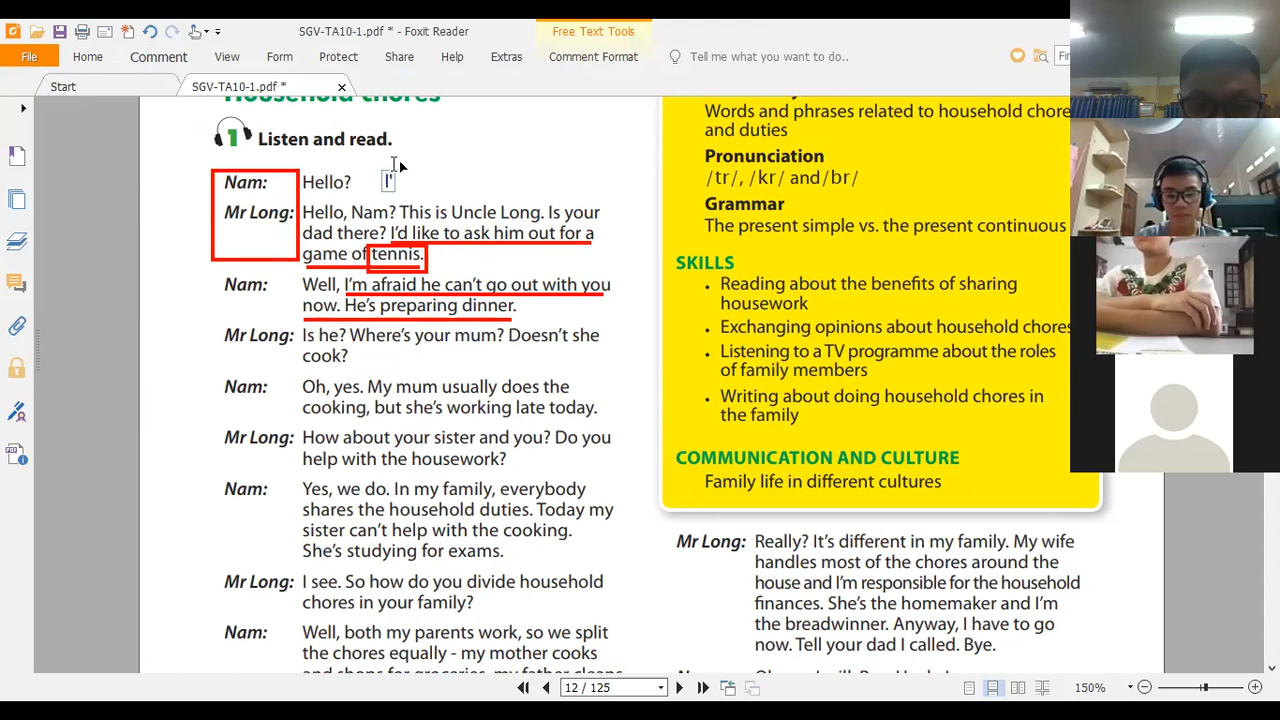 SGV-TA10-1.pdf * - Foxit Reader
Free Text Tools
File
Home
Comment
View
Form
Protect
Share
Extras
Help
Comment Format
Tell me what you want to do..
Start
SGV-TA10-1.pdf *
Household chores
1 Listen and read.
Nam: Hello? I'
Mr Long: Hello, Nam? This is Uncle Long. Is your
dad there? I'd like to ask him out for a
game of tennis.
Nam: Well, I'm afraid he can't go out with you
now. He's preparing dinner.
Mr Long: Is he? Where's your mum? Doesn't she
cook?
Nam: Oh, yes. My mum usually does the
cooking, but she's working late today.
Mr Long: How about your sister and you? Do you
help with the housework?
Nam: Yes, we do. In my family, everybody
shares the household duties. Today my
sister can't help with the cooking.
She's studying for exams.
Mr Long: I see. So how do you divide household
chores in your family?
Nam: Well, both my parents work, so we split
the chores equally - my mother cooks
and shops for groceries, my father cleans
Words and phrases related to household chore
and duties
Pronunciation
/tr/, /kr/ and /br/
Grammar
The present simple vs. the present continuous
SKILLS
• Reading about the benefits of sharing
housework
• Exchanging opinions about household chores
• Listening to a TV programme about the roles
of family members
• Writing about doing household chores in
the family
COMMUNICATION AND CULTURE
Family life in different cultures
Mr Long: Really? It's different in my family. My wife
handles most of the chores around the
house and I'm responsible for the household
finances. She's the homemaker and I'm
the breadwinner. Anyway, I have to go
now. Tell your dad I called. Bye.
12 / 125
150%